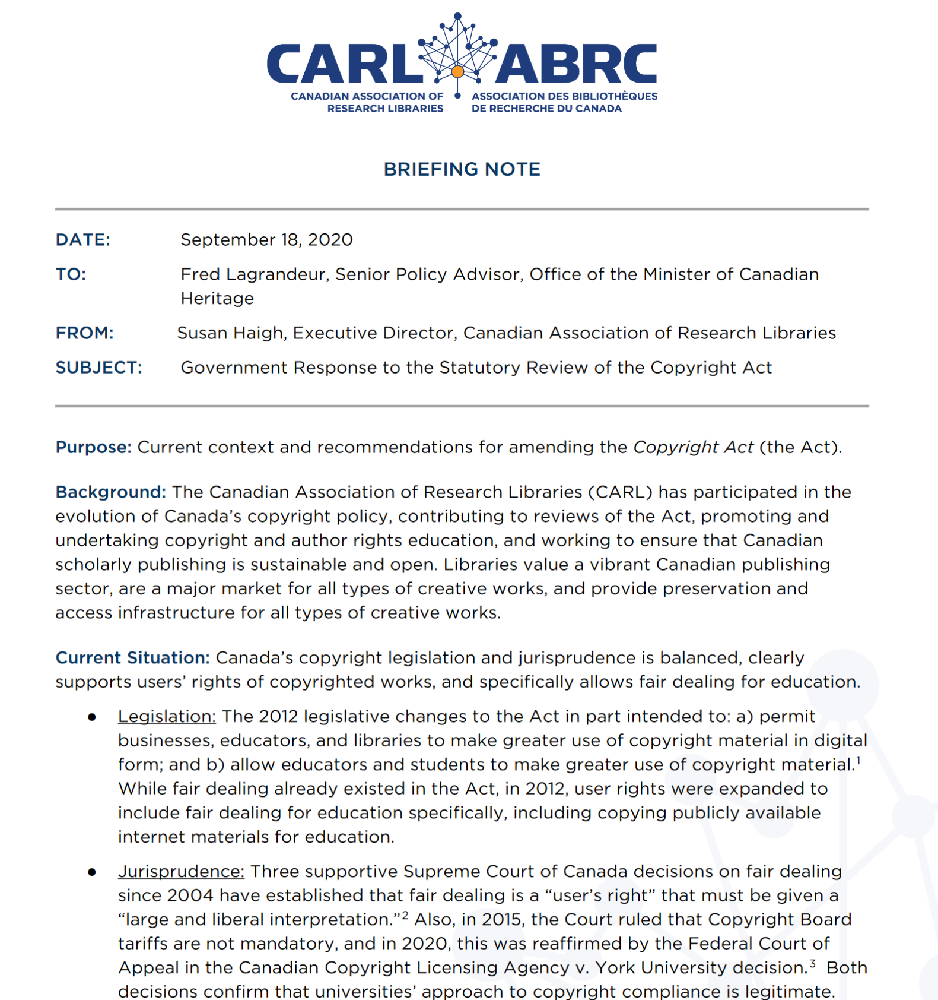 CARL ABRC
CANADIAN ASSOCIATION OF
RESEARCH LIBRARIES
ASSOCIATION DES BIBLIOTHÈQUES
DE RECHERCHE DU CANADA
BRIEFING NOTE
DATE: September 18, 2020
TO: Fred Lagrandeur, Senior Policy Advisor, Office of the Minister of Canadian
Heritage
FROM: Susan Haigh, Executive Director, Canadian Association of Research Libraries
SUBJECT: Government Response to the Statutory Review of the Copyright Act
Purpose: Current context and recommendations for amending the Copyright Act (the Act).
Background: The Canadian Association of Research Libraries (CARL) has participated in the
evolution of Canada’s copyright policy, contributing to reviews of the Act, promoting and
undertaking copyright and author rights education, and working to ensure that Canadian
scholarly publishing is sustainable and open. Libraries value a vibrant Canadian publishing
sector, are a major market for all types of creative works, and provide preservation and
access infrastructure for all types of creative works.
Current Situation: Canada’s copyright legislation and jurisprudence is balanced, clearly
supports users’ rights of copyrighted works, and specifically allows fair dealing for education.
● Legislation: The 2012 legislative changes to the Act in part intended to: a) permit
businesses, educators, and libraries to make greater use of copyright material in digital
form; and b) allow educators and students to make greater use of copyright material.¹
While fair dealing already existed in the Act, in 2012, user rights were expanded to
include fair dealing for education specifically, including copying publicly available
internet materials for education.
● Jurisprudence: Three supportive Supreme Court of Canada decisions on fair dealing
since 2004 have established that fair dealing is a “user’s right” that must be given a
“large and liberal interpretation.”² Also, in 2015, the Court ruled that Copyright Board
tariffs are not mandatory, and in 2020, this was reaffirmed by the Federal Court of
Appeal in the Canadian Copyright Licensing Agency v. York University decision.³ Both
decisions confirm that universities’ approach to copyright compliance is legitimate.